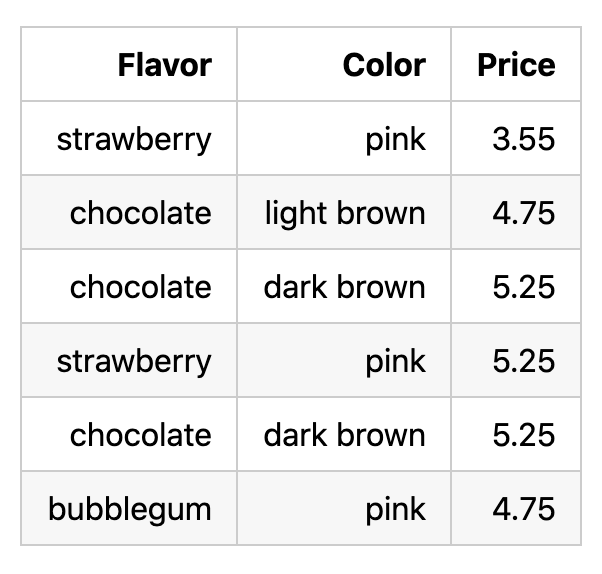 Flavor Color Price
strawberry pink 3.55
chocolate light brown 4.75
chocolate dark brown 5.25
strawberry pink 5.25
chocolate dark brown 5.25
bubblegum pink 4.75